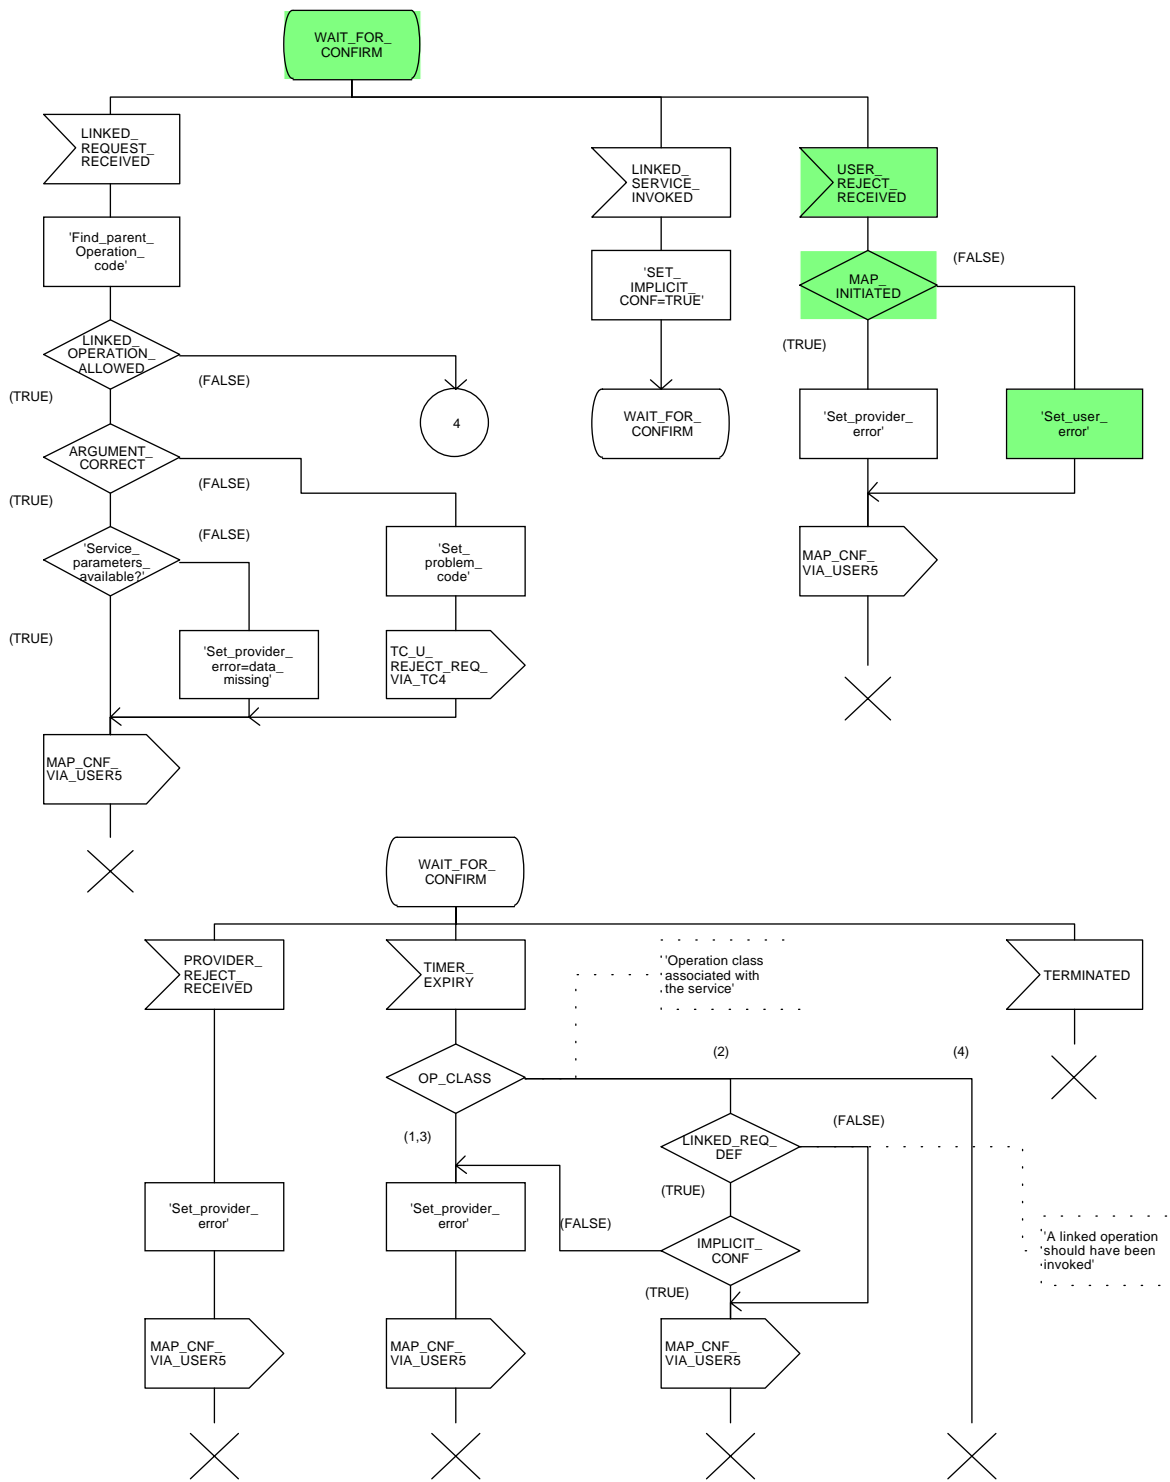 WAIT_FOR_
CONFIRM
LINKED_
REQUEST_
RECEIVED
LINKED_
SERVICE_
INVOKED
USER_
REJECT_
RECEIVED
'Find_parent_
Operation_
code'
'SET_
IMPLICIT_
CONF=TRUE'
MAP_
INITIATED
(FALSE)
(TRUE)
LINKED_
OPERATION_
ALLOWED
(FALSE)
(TRUE)
4
WAIT_FOR_
CONFIRM
'Set_provider_
error'
'Set_user_
error'
ARGUMENT_
CORRECT
(FALSE)
(TRUE)
'Service_
parameters_
available?'
(FALSE)
'Set_
problem_
code'
MAP_CNF_
VIA_USER5
(TRUE)
'Set_provider_
error=data_
missing'
TC_U_
REJECT_REQ_
VIA_TC4
MAP_CNF_
VIA_USER5
WAIT_FOR_
CONFIRM
PROVIDER_
REJECT_
RECEIVED
TIMER_
EXPIRY
'Operation class
associated with
the service'
TERMINATED
OP_CLASS
(2)
(4)
(1,3)
LINKED_REQ_
DEF
(FALSE)
(TRUE)
'Set_provider_
error'
'Set_provider_
error'
(FALSE)
IMPLICIT_
CONF
'A linked operation
should have been
invoked'
(TRUE)
MAP_CNF_
VIA_USER5
MAP_CNF_
VIA_USER5
MAP_CNF_
VIA_USER5